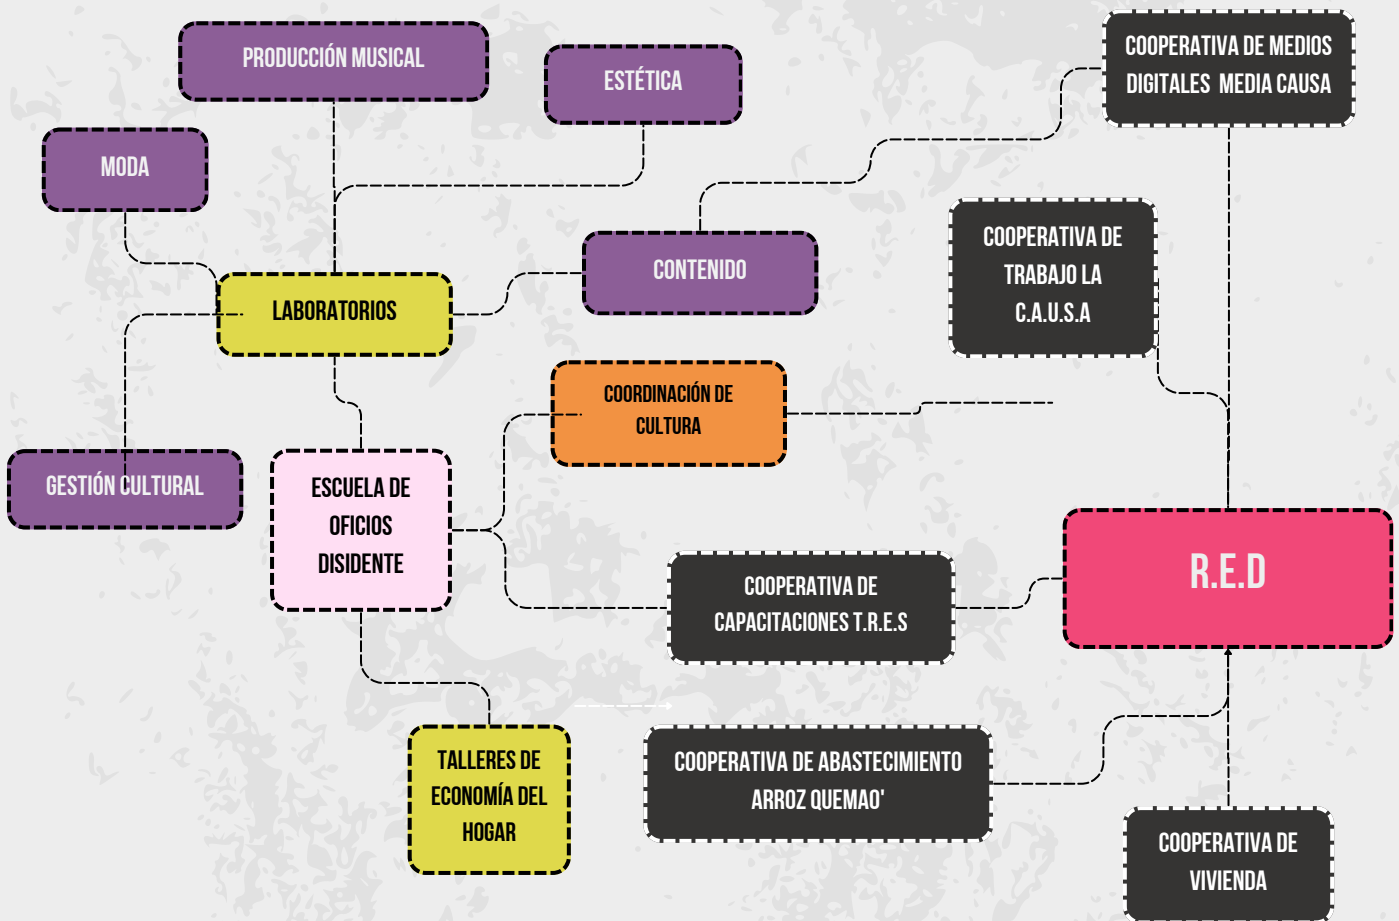 PRODUCCIÓN MUSICAL
ESTÉTICA
COOPERATIVA DE MEDIOS
DIGITALES MEDIA CAUSA
MODA
COOPERATIVA DE
TRABAJO LA
C.A.U.S.A
CONTENIDO
LABORATORIOS
COORDINACIÓN DE
CULTURA
GESTIÓN CULTURAL
ESCUELA DE
OFICIOS
DISIDENTE
R.E.D
COOPERATIVA DE
CAPACITACIONES T.R.E.S
TALLERES DE
ECONOMÍA DEL
HOGAR
COOPERATIVA DE ABASTECIMIENTO
ARROZ QUEMAO'
COOPERATIVA DE
VIVIENDA